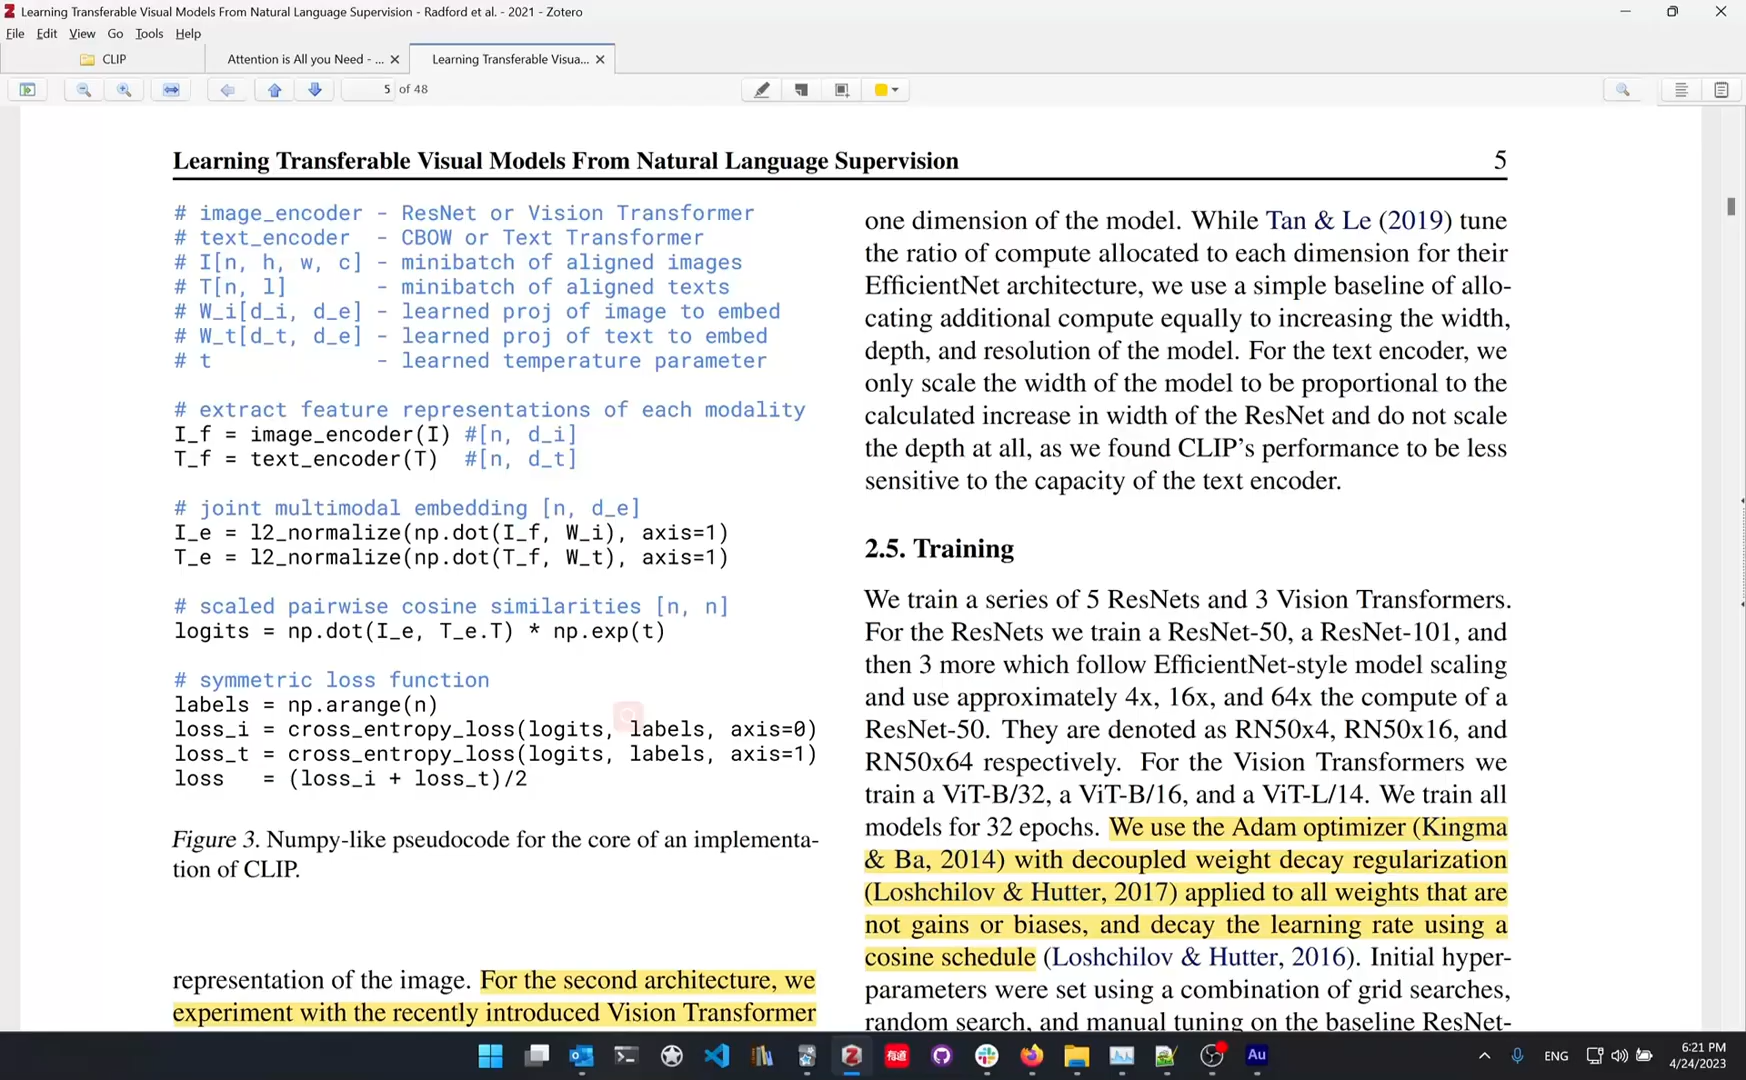 Learning Transferable Visual Models From Natural Language Supervision - Radford et al. - 2021 - Zotero
File Edit View Go Tools Help
CLIP
Attention is All you Need - ...
Learning Transferable Visua...
5 of 48
Learning Transferable Visual Models From Natural Language Supervision 5
# image_encoder - ResNet or Vision Transformer
# text_encoder - CBOW or Text Transformer
# I[n, h, w, c] - minibatch of aligned images
# T[n, l] - minibatch of aligned texts
# W_i[d_i, d_e] - learned proj of image to embed
# W_t[d_t, d_e] - learned proj of text to embed
# t - learned temperature parameter
# extract feature representations of each modality
I_f = image_encoder(I) #[n, d_i]
T_f = text_encoder(T) #[n, d_t]
# joint multimodal embedding [n, d_e]
I_e = l2_normalize(np.dot(I_f, W_i), axis=1)
T_e = l2_normalize(np.dot(T_f, W_t), axis=1)
# scaled pairwise cosine similarities [n, n]
logits = np.dot(I_e, T_e.T) * np.exp(t)
# symmetric loss function
labels = np.arange(n)
loss_i = cross_entropy_loss(logits, labels, axis=0)
loss_t = cross_entropy_loss(logits, labels, axis=1)
loss = (loss_i + loss_t)/2
Figure 3. Numpy-like pseudocode for the core of an implementa-
tion of CLIP.
representation of the image. For the second architecture, we
experiment with the recently introduced Vision Transformer
one dimension of the model. While Tan & Le (2019) tune
the ratio of compute allocated to each dimension for their
EfficientNet architecture, we use a simple baseline of allo-
cating additional compute equally to increasing the width,
depth, and resolution of the model. For the text encoder, we
only scale the width of the model to be proportional to the
calculated increase in width of the ResNet and do not scale
the depth at all, as we found CLIP's performance to be less
sensitive to the capacity of the text encoder.
2.5. Training
We train a series of 5 ResNets and 3 Vision Transformers.
For the ResNets we train a ResNet-50, a ResNet-101, and
then 3 more which follow EfficientNet-style model scaling
and use approximately 4x, 16x, and 64x the compute of a
ResNet-50. They are denoted as RN50x4, RN50x16, and
RN50x64 respectively. For the Vision Transformers we
train a ViT-B/32, a ViT-B/16, and a ViT-L/14. We train all
models for 32 epochs. We use the Adam optimizer (Kingma
& Ba, 2014) with decoupled weight decay regularization
(Loshchilov & Hutter, 2017) applied to all weights that are
not gains or biases, and decay the learning rate using a
cosine schedule (Loshchilov & Hutter, 2016). Initial hyper-
parameters were set using a combination of grid searches,
random search, and manual tuning on the baseline ResNet-
有道
Au
ENG
6:21 PM
4/24/2023